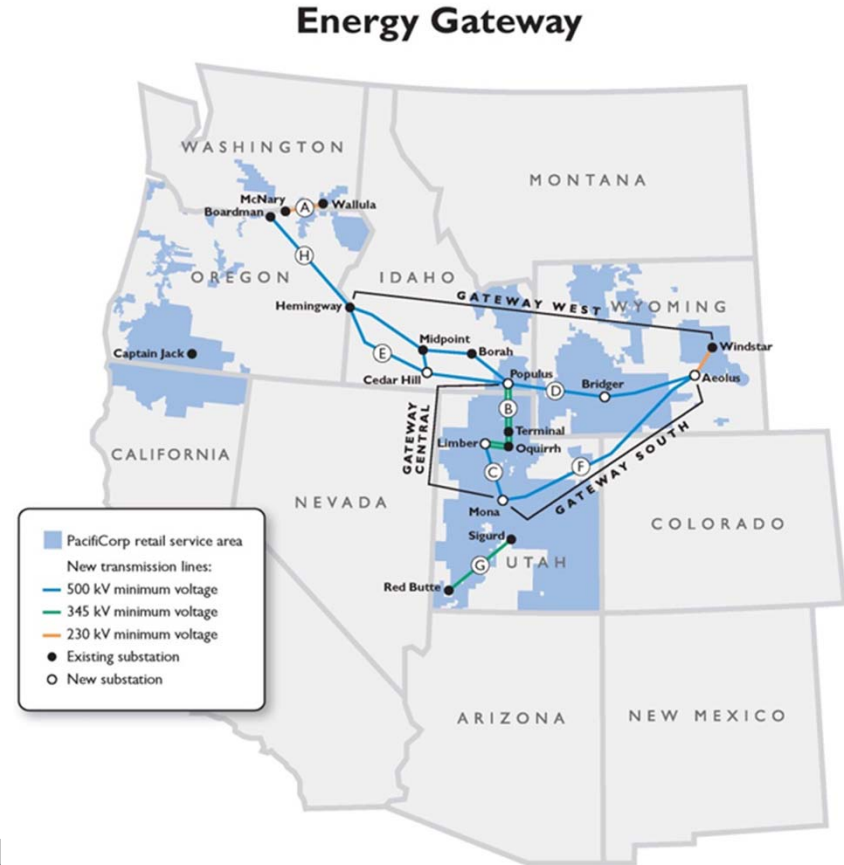 Energy Gateway
WASHINGTON
MONTANA
McNary
A
Wallula
Boardman
H
OREGON
IDAHO
GATEWAY WEST
WYOMING
Hemingway
Midpoint
Windstar
Captain Jack
E
Borah
Cedar Hill
Populus
D
Bridger
Aeolus
B
GATEWAY
CENTRAL
Terminal
Limber
Oquirrh
CALIFORNIA
C
F
GATEWAY SOUTH
NEVADA
Mona
COLORADO
Sigurd
G
UTAH
Red Butte
PacifiCorp retail service area
New transmission lines:
500 kV minimum voltage
345 kV minimum voltage
230 kV minimum voltage
Existing substation
New substation
ARIZONA
NEW MEXICO